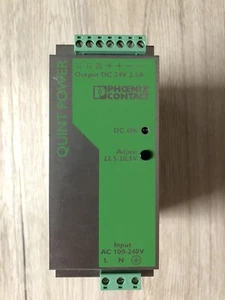 Output DC 24V 2,5A
PHOENIX
CONTACT
QUINT POWER
DC OK
Adjust
22,5-28,5V
Input
AC 100-240V
L N